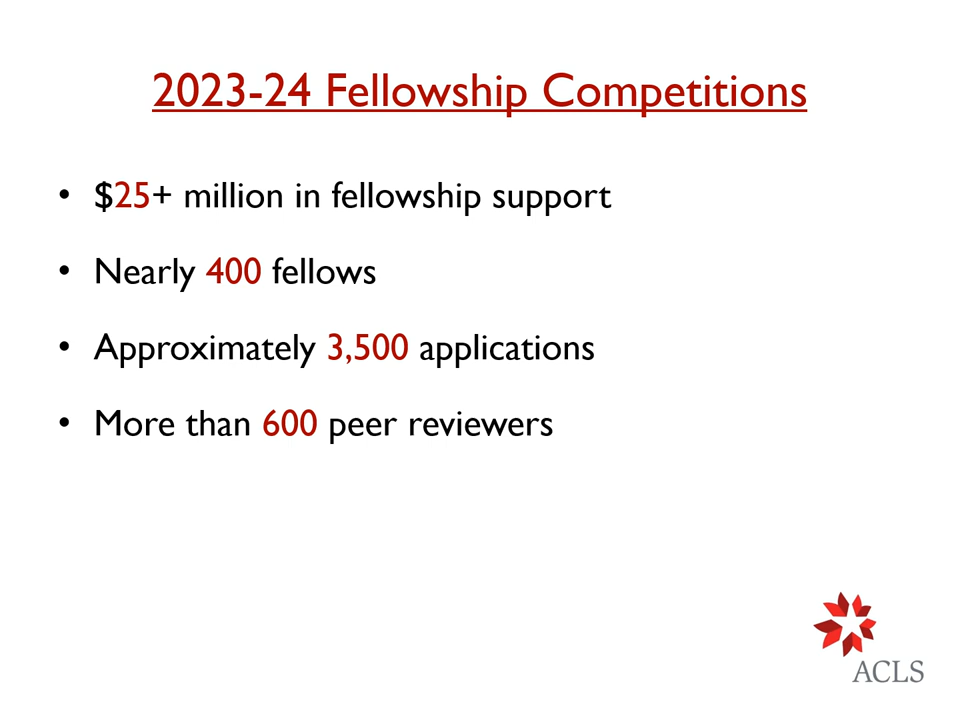 2023-24 Fellowship Competitions
• $25+ million in fellowship support
• Nearly 400 fellows
• Approximately 3,500 applications
• More than 600 peer reviewers
ACLS